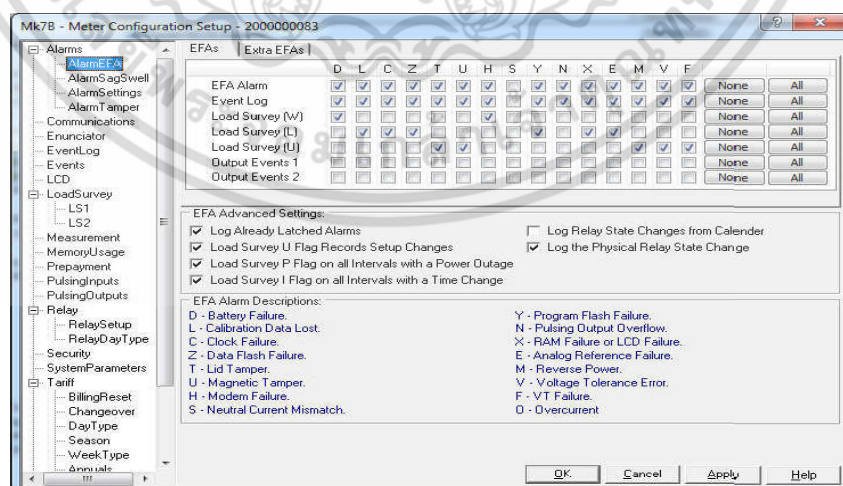 Mk7B - Meter Configuration Setup - 2000000083
Alarms
AlarmEFA
AlarmSagSwell
AlarmSettings
AlarmTamper
Communications
Enunciator
EventLog
Events
LCD
LoadSurvey
LS1
LS2
Measurement
MemoryUsage
Prepayment
PulsingInputs
PulsingOutputs
Relay
RelaySetup
RelayDayType
Security
SystemParameters
Tariff
BillingReset
Changeover
DayType
Season
WeekType
Annuals
EFAs Extra EFAs
D L C Z T U H S Y N X E M V F
EFA Alarm None All
Event Log None All
Load Survey (W) None All
Load Survey (L) None All
Load Survey (U) None All
Output Events 1 None All
Output Events 2 None All
EFA Advanced Settings:
Log Already Latched Alarms
Load Survey U Flag Records Setup Changes
Load Survey P Flag on all Intervals with a Power Outage
Load Survey I Flag on all Intervals with a Time Change
Log Relay State Changes from Calender
Log the Physical Relay State Change
EFA Alarm Descriptions:
D - Battery Failure.
L - Calibration Data Lost.
C - Clock Failure.
Z - Data Flash Failure.
T - Lid Tamper.
U - Magnetic Tamper.
H - Modem Failure.
S - Neutral Current Mismatch.
Y - Program Flash Failure.
N - Pulsing Output Overflow.
X - RAM Failure or LCD Failure.
E - Analog Reference Failure.
M - Reverse Power.
V - Voltage Tolerance Error.
F - VT Failure.
O - Overcurrent
OK Cancel Apply Help